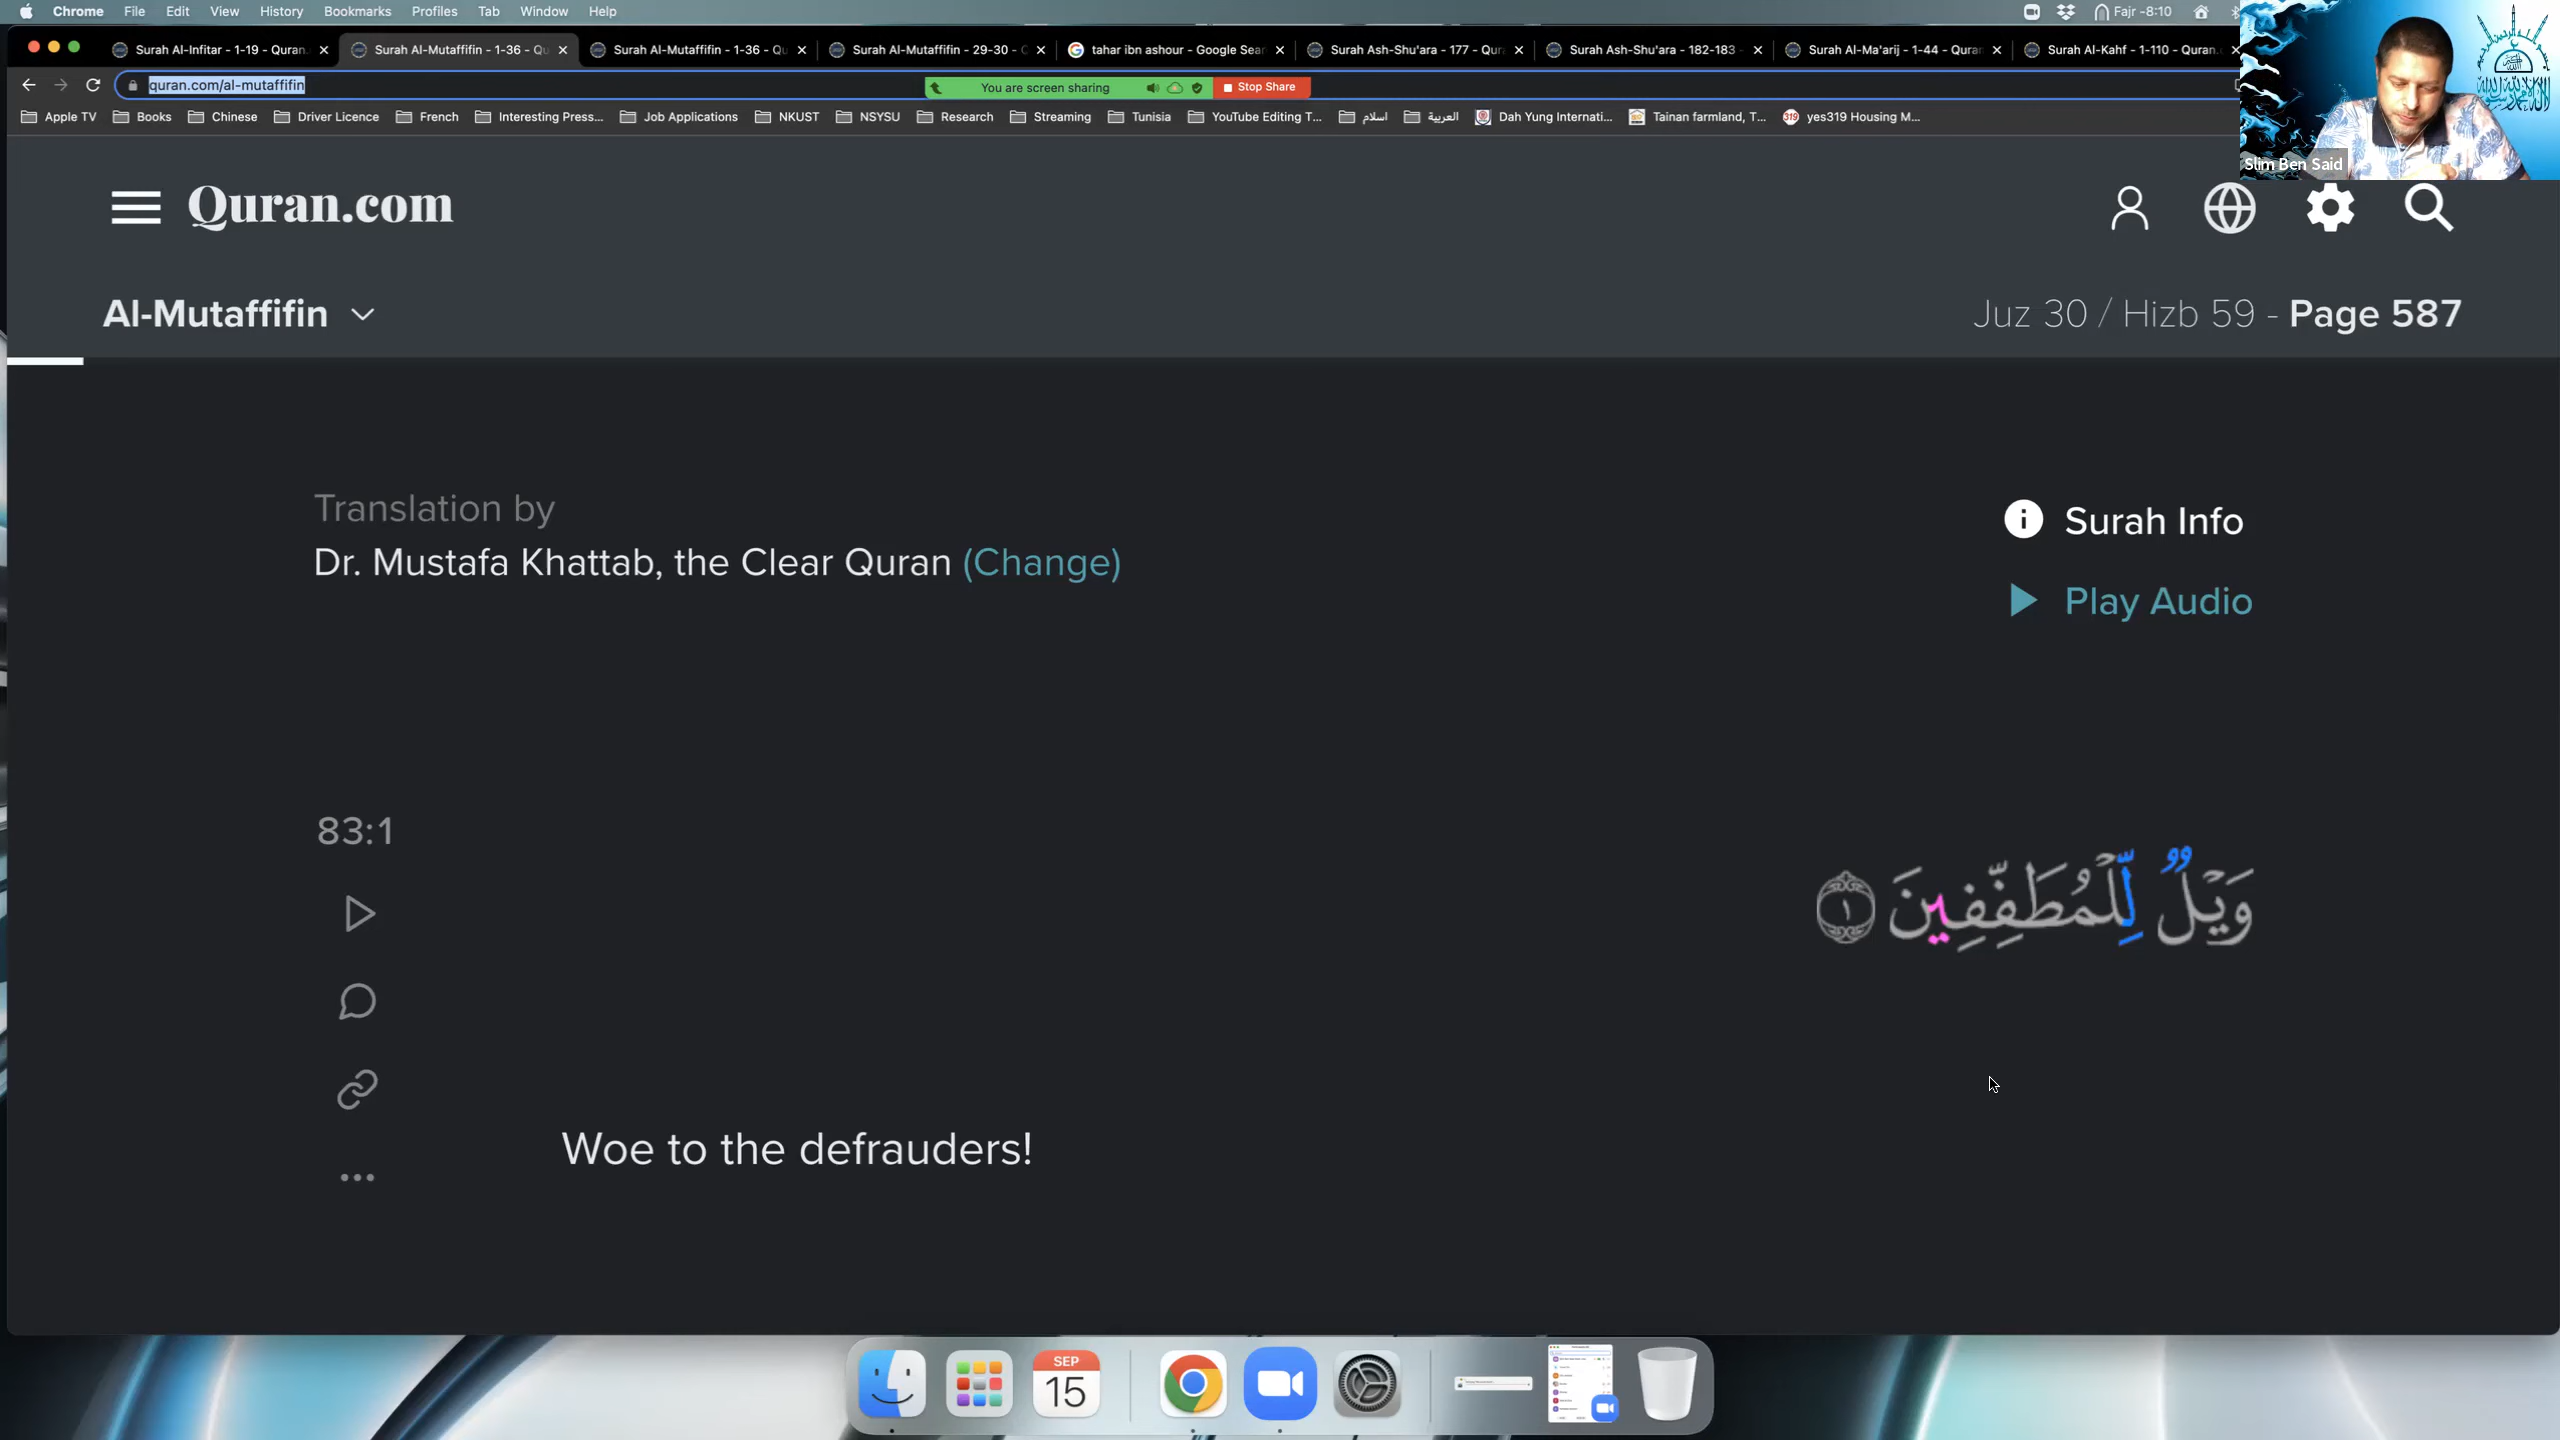 Chrome File Edit View History Bookmarks Profiles Tab Window Help
Fajr -8:10
Surah Al-Infitar - 1-19 - Quran.
Surah Al-Mutaffifin - 1-36 - Qu
Surah Al-Mutaffifin - 1-36 - Qu
Surah Al-Mutaffifin - 29-30 - Q
tahar ibn ashour - Google Sear
Surah Ash-Shu'ara - 177 - Qur
Surah Ash-Shu'ara - 182-183 -
Surah Al-Ma'arij - 1-44 - Quran
Surah Al-Kahf - 1-110 - Quran.
quran.com/al-mutaffifin
You are screen sharing
Stop Share
Apple TV Books Chinese Driver Licence French Interesting Press... Job Applications NKUST NSYSU Research Streaming Tunisia YouTube Editing T... اسلام العربية Dah Yung Internati... Tainan farmland, T... yes319 Housing M...
Slim Ben Said
Quran.com
Al-Mutaffifin
Juz 30 / Hizb 59 - Page 587
Translation by
Dr. Mustafa Khattab, the Clear Quran (Change)
Surah Info
Play Audio
83:1
وَيْلٌ لِّلْمُطَفِّفِينَ ١
Woe to the defrauders!
SEP
15